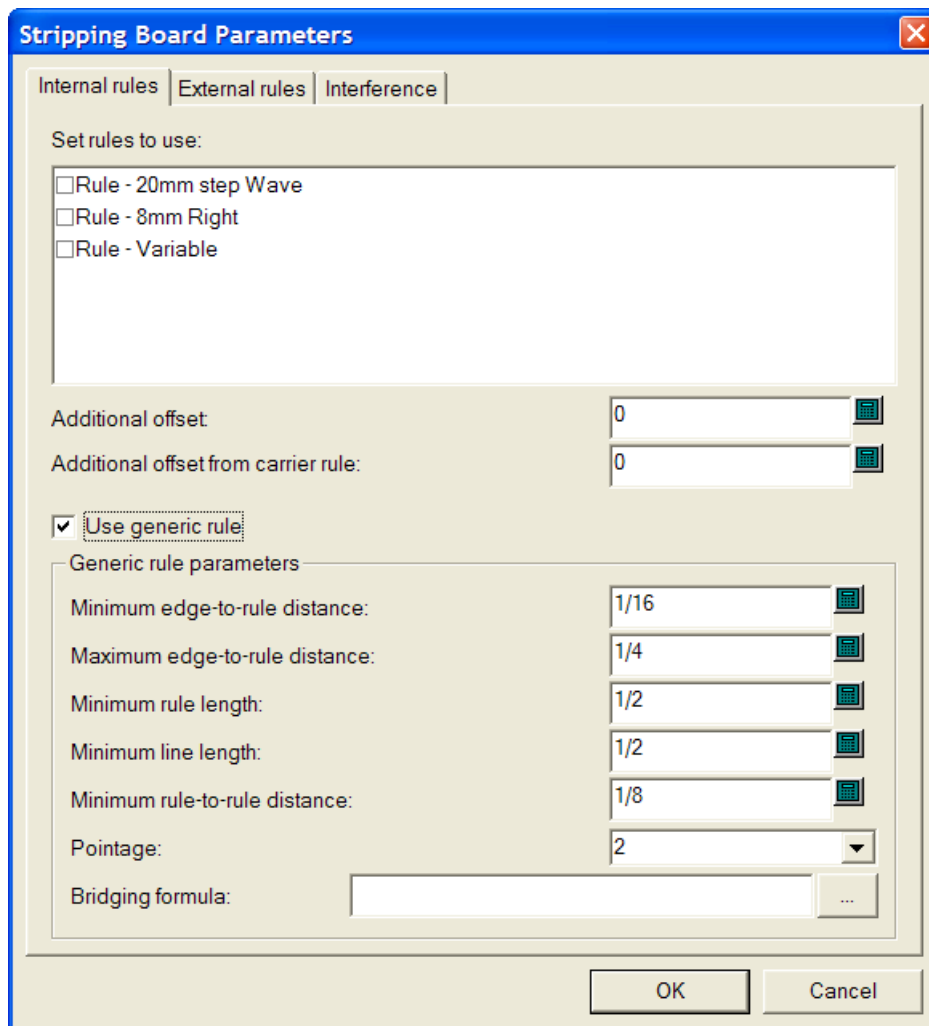 Stripping Board Parameters
Internal rules External rules Interference
Set rules to use:
Rule - 20mm step Wave
Rule - 8mm Right
Rule - Variable
Additional offset: 0
Additional offset from carrier rule: 0
Use generic rule
Generic rule parameters
Minimum edge-to-rule distance: 1/16
Maximum edge-to-rule distance: 1/4
Minimum rule length: 1/2
Minimum line length: 1/2
Minimum rule-to-rule distance: 1/8
Pointage: 2
Bridging formula: ...
OK Cancel